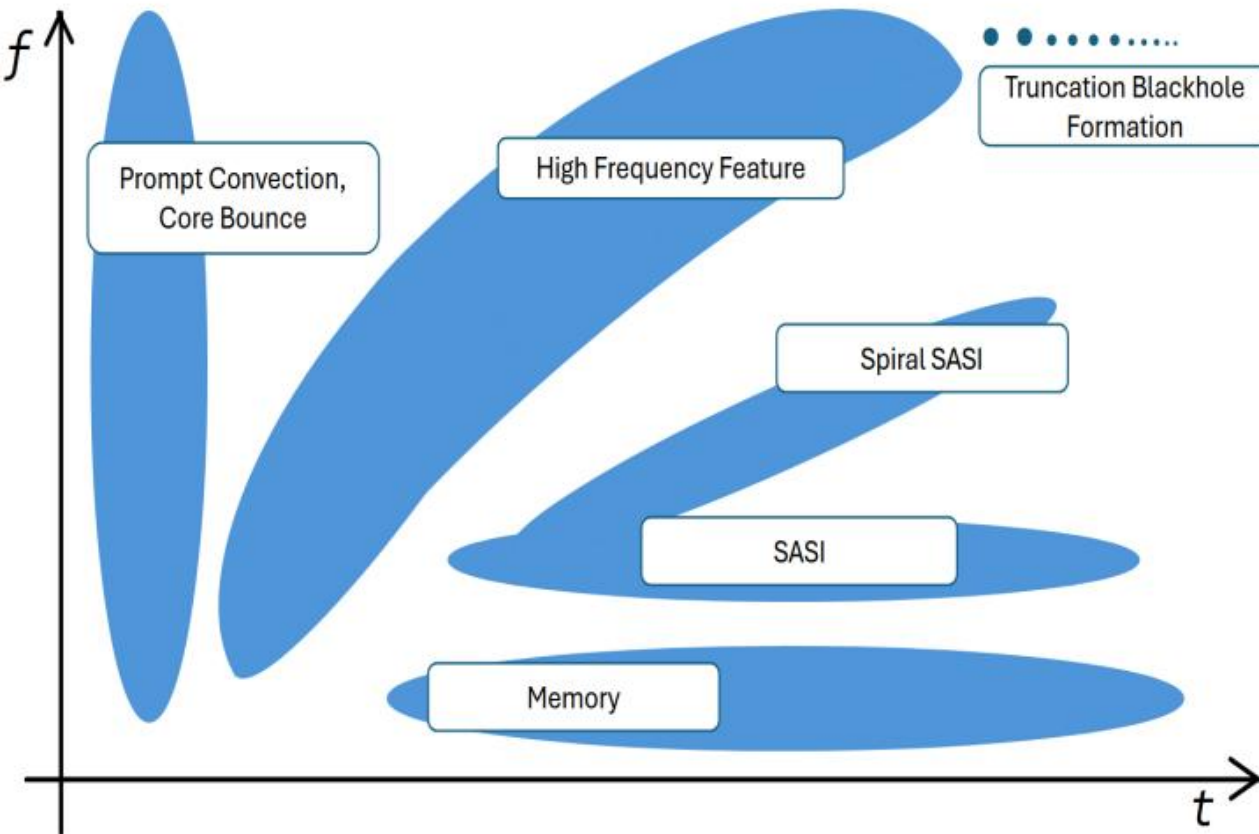 f
Truncation Blackhole
Formation
Prompt Convection,
Core Bounce
High Frequency Feature
Spiral SASI
SASI
Memory
t